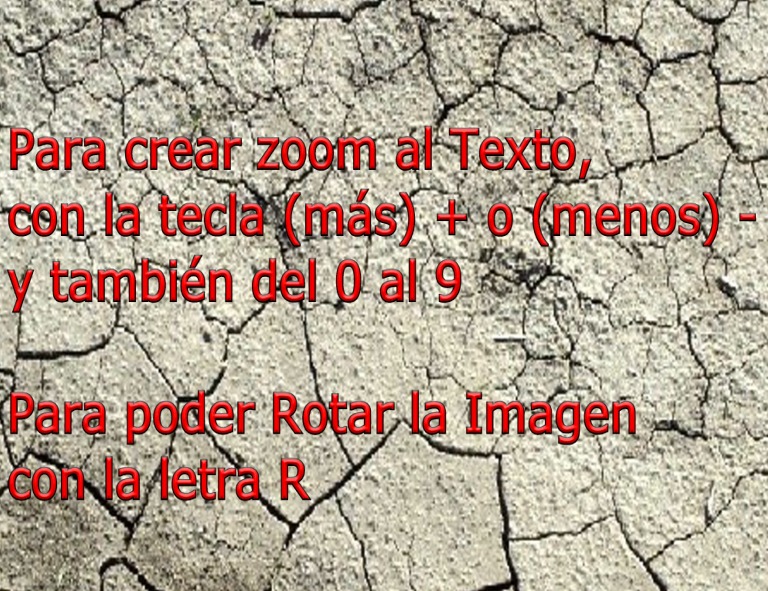 Para crear zoom al Texto,
con la tecla (más) + o (menos) -
y también del 0 al 9
Para poder Rotar la Imagen
con la letra R